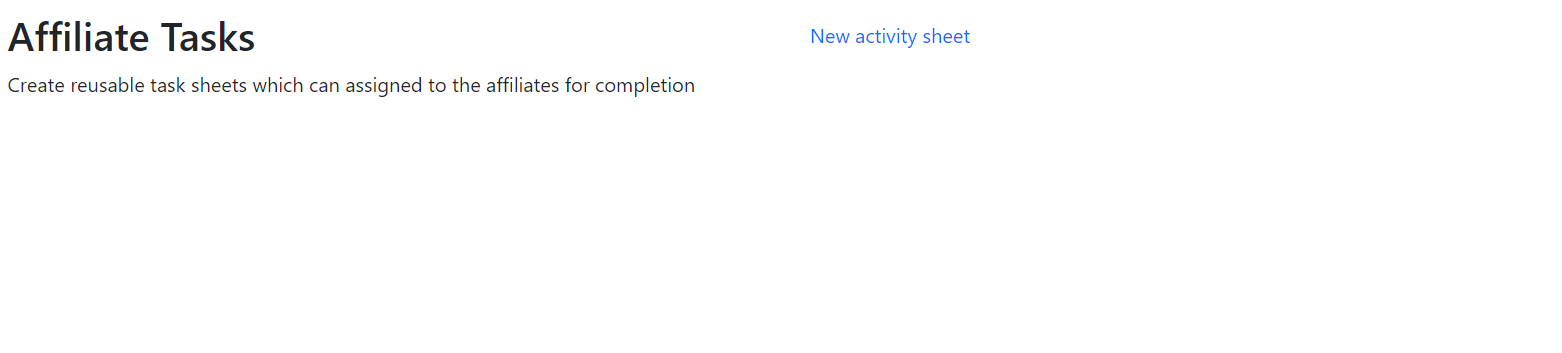 Affiliate Tasks
New activity sheet
Create reusable task sheets which can assigned to the affiliates for completion